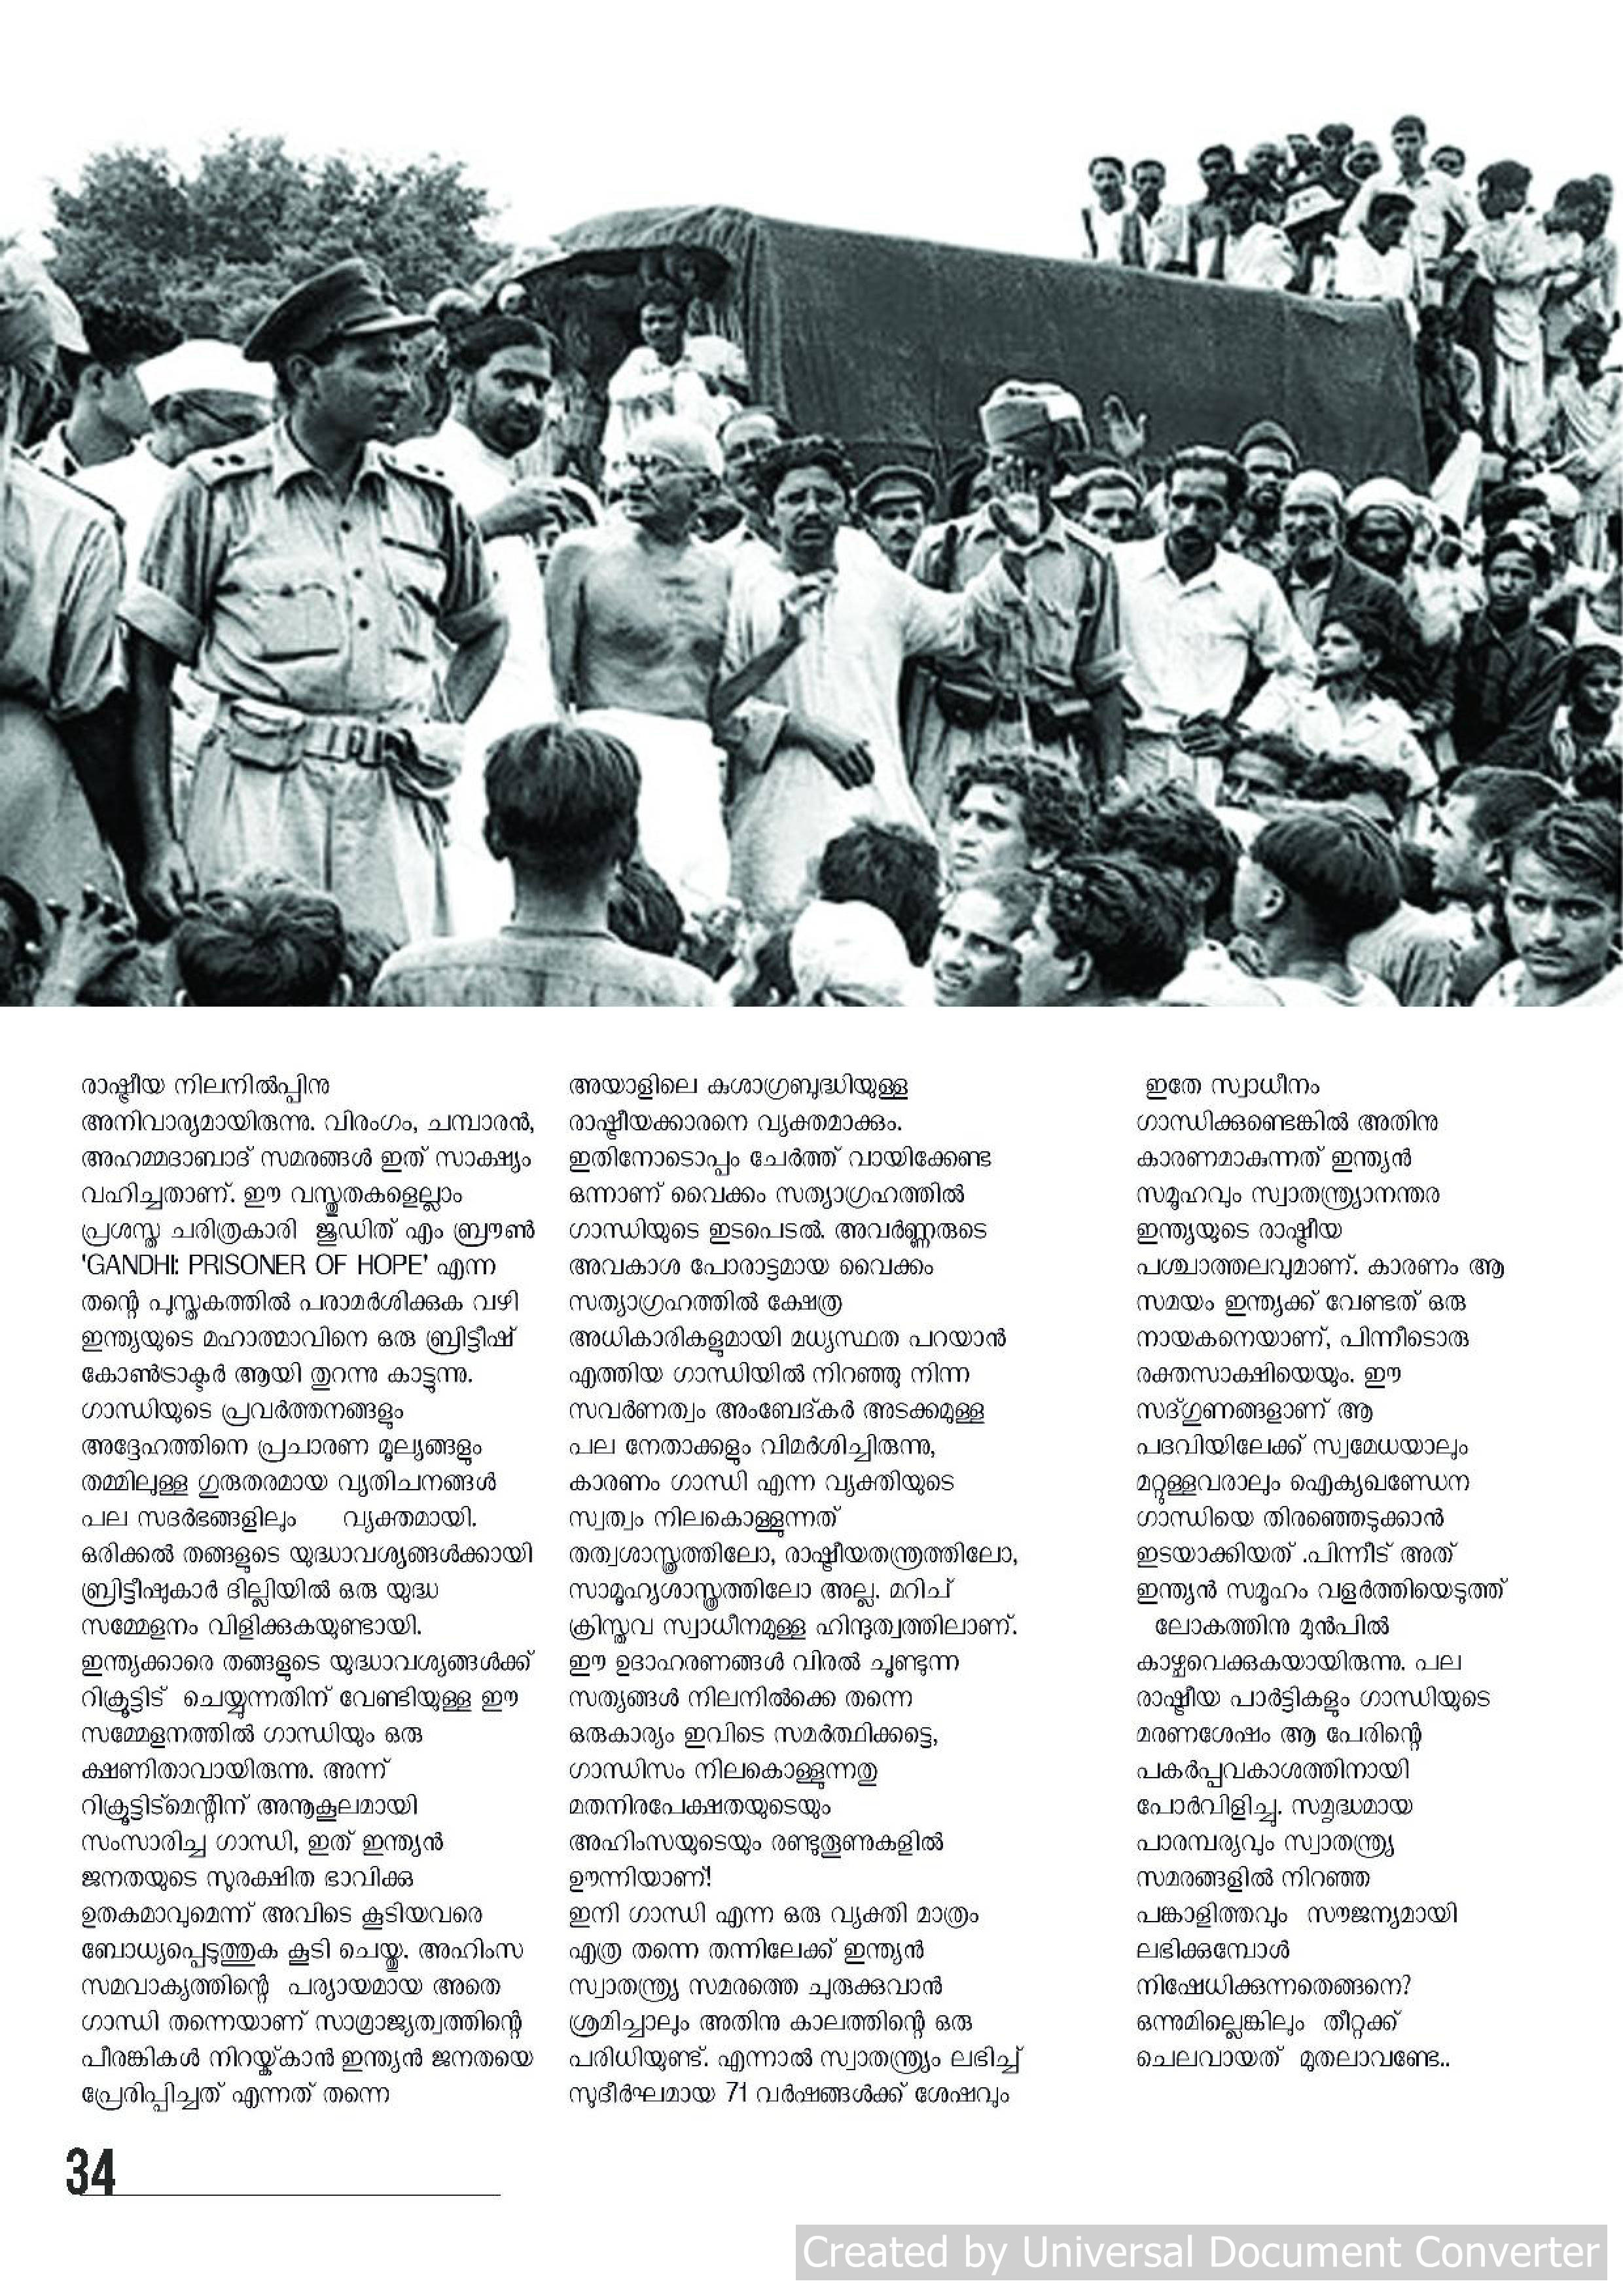 രാഷ്ട്രീയ നിലനിൽപ്പിനു
അനിവാര്യമായിരുന്നു. വിരംഗം, ചമ്പാരൻ,
അഹമ്മദാബാദ് സമരങ്ങൾ ഇത് സാക്ഷ്യം
വഹിച്ചതാണ്. ഈ വസ്തുതകളെല്ലാം
പ്രശസ്ത ചരിത്രകാരി ജൂഡിത് എം ബ്രൗൺ
'GANDHI: PRISONER OF HOPE' എന്ന
തന്റെ പുസ്തകത്തിൽ പരാമർശിക്കുക വഴി
ഇന്ത്യയുടെ മഹാത്മാവിനെ ഒരു ബ്രിട്ടീഷ്
കോൺട്രാക്ടർ ആയി തുറന്നു കാട്ടുന്നു.
ഗാന്ധിയുടെ പ്രവർത്തനങ്ങളും
അദ്ദേഹത്തിനെ പ്രചാരണ മൂല്യങ്ങളും
തമ്മിലുള്ള ഗുരുതരമായ വ്യതിചനങ്ങൾ
പല സദർഭങ്ങളിലും വ്യക്തമായി.
ഒരിക്കൽ തങ്ങളുടെ യുദ്ധാവശ്യങ്ങൾക്കായി
ബ്രിട്ടീഷുകാർ ദില്ലിയിൽ ഒരു യുദ്ധ
സമ്മേളനം വിളിക്കുകയുണ്ടായി.
ഇന്ത്യക്കാരെ തങ്ങളുടെ യുദ്ധാവശ്യങ്ങൾക്ക്
റിക്രൂട്ടിട് ചെയ്യുന്നതിന് വേണ്ടിയുള്ള ഈ
സമ്മേളനത്തിൽ ഗാന്ധിയും ഒരു
ക്ഷണിതാവായിരുന്നു. അന്ന്
റിക്രൂട്ടിട്മെന്റിന് അനുകൂലമായി
സംസാരിച്ച ഗാന്ധി, ഇത് ഇന്ത്യൻ
ജനതയുടെ സുരക്ഷിത ഭാവിക്കു
ഉതകമാവുമെന്ന് അവിടെ കൂടിയവരെ
ബോധ്യപ്പെടുത്തുക കൂടി ചെയ്തു. അഹിംസ
സമവാക്യത്തിന്റെ പര്യായമായ അതെ
ഗാന്ധി തന്നെയാണ് സാമ്രാജ്യത്വത്തിന്റെ
പീരങ്കികൾ നിറയ്ക്കാൻ ഇന്ത്യൻ ജനതയെ
പ്രേരിപ്പിച്ചത് എന്നത് തന്നെ
അയാളിലെ കുശാഗ്രബുദ്ധിയുള്ള
രാഷ്ട്രീയക്കാരനെ വ്യക്തമാക്കും.
ഇതിനോടൊപ്പം ചേർത്ത് വായിക്കേണ്ട
ഒന്നാണ് വൈക്കം സത്യാഗ്രഹത്തിൽ
ഗാന്ധിയുടെ ഇടപെടൽ. അവർണ്ണരുടെ
അവകാശ പോരാട്ടമായ വൈക്കം
സത്യാഗ്രഹത്തിൽ ക്ഷേത്ര
അധികാരികളുമായി മധ്യസ്ഥത പറയാൻ
എത്തിയ ഗാന്ധിയിൽ നിറഞ്ഞു നിന്ന
സവർണത്വം അംബേദ്കർ അടക്കമുള്ള
പല നേതാക്കളും വിമർശിച്ചിരുന്നു,
കാരണം ഗാന്ധി എന്ന വ്യക്തിയുടെ
സ്വത്വം നിലകൊള്ളുന്നത്
തത്വശാസ്ത്രത്തിലോ, രാഷ്ട്രീയതന്ത്രത്തിലോ,
സാമൂഹ്യശാസ്ത്രത്തിലോ അല്ല. മറിച്
ക്രിസ്തവ സ്വാധീനമുള്ള ഹിന്ദുത്വത്തിലാണ്.
ഈ ഉദാഹരണങ്ങൾ വിരൽ ചൂണ്ടുന്ന
സത്യങ്ങൾ നിലനിൽക്കെ തന്നെ
ഒരുകാര്യം ഇവിടെ സമർത്ഥിക്കട്ടെ,
ഗാന്ധിസം നിലകൊള്ളുന്നതു
മതനിരപേക്ഷതയുടെയും
അഹിംസയുടെയും രണ്ടുതൂണുകളിൽ
ഊന്നിയാണ്!
ഇനി ഗാന്ധി എന്ന ഒരു വ്യക്തി മാത്രം
എത്ര തന്നെ തന്നിലേക്ക് ഇന്ത്യൻ
സ്വാതന്ത്ര്യ സമരത്തെ ചുരുക്കുവാൻ
ശ്രമിച്ചാലും അതിനു കാലത്തിന്റെ ഒരു
പരിധിയുണ്ട്. എന്നാൽ സ്വാതന്ത്ര്യം ലഭിച്ച്
സുദീർഘമായ 71 വർഷങ്ങൾക്ക് ശേഷവും
ഇതേ സ്വാധീനം
ഗാന്ധിക്കുണ്ടെങ്കിൽ അതിനു
കാരണമാകുന്നത് ഇന്ത്യൻ
സമൂഹവും സ്വാതന്ത്ര്യാനന്തര
ഇന്ത്യയുടെ രാഷ്ട്രീയ
പശ്ചാത്തലവുമാണ്. കാരണം ആ
സമയം ഇന്ത്യക്ക് വേണ്ടത് ഒരു
നായകനെയാണ്, പിന്നീടൊരു
രക്തസാക്ഷിയെയും. ഈ
സദ്ഗുണങ്ങളാണ് ആ
പദവിയിലേക്ക് സ്വമേധയാലും
മറ്റുള്ളവരാലും ഐക്യഖണ്ഡേന
ഗാന്ധിയെ തിരഞ്ഞെടുക്കാൻ
ഇടയാക്കിയത് .പിന്നീട് അത്
ഇന്ത്യൻ സമൂഹം വളർത്തിയെടുത്ത്
ലോകത്തിനു മുൻപിൽ
കാഴ്ചവെക്കുകയായിരുന്നു. പല
രാഷ്ട്രീയ പാർട്ടികളും ഗാന്ധിയുടെ
മരണശേഷം ആ പേരിന്റെ
പകർപ്പവകാശത്തിനായി
പോർവിളിച്ചു. സമൃദ്ധമായ
പാരമ്പര്യവും സ്വാതന്ത്ര്യ
സമരങ്ങളിൽ നിറഞ്ഞ
പങ്കാളിത്തവും സൗജന്യമായി
ലഭിക്കുമ്പോൾ
നിഷേധിക്കുന്നതെങ്ങനെ?
ഒന്നുമില്ലെങ്കിലും തീറ്റക്ക്
ചെലവായത് മുതലാവണ്ടേ..
34
Created by Universal Document Converter